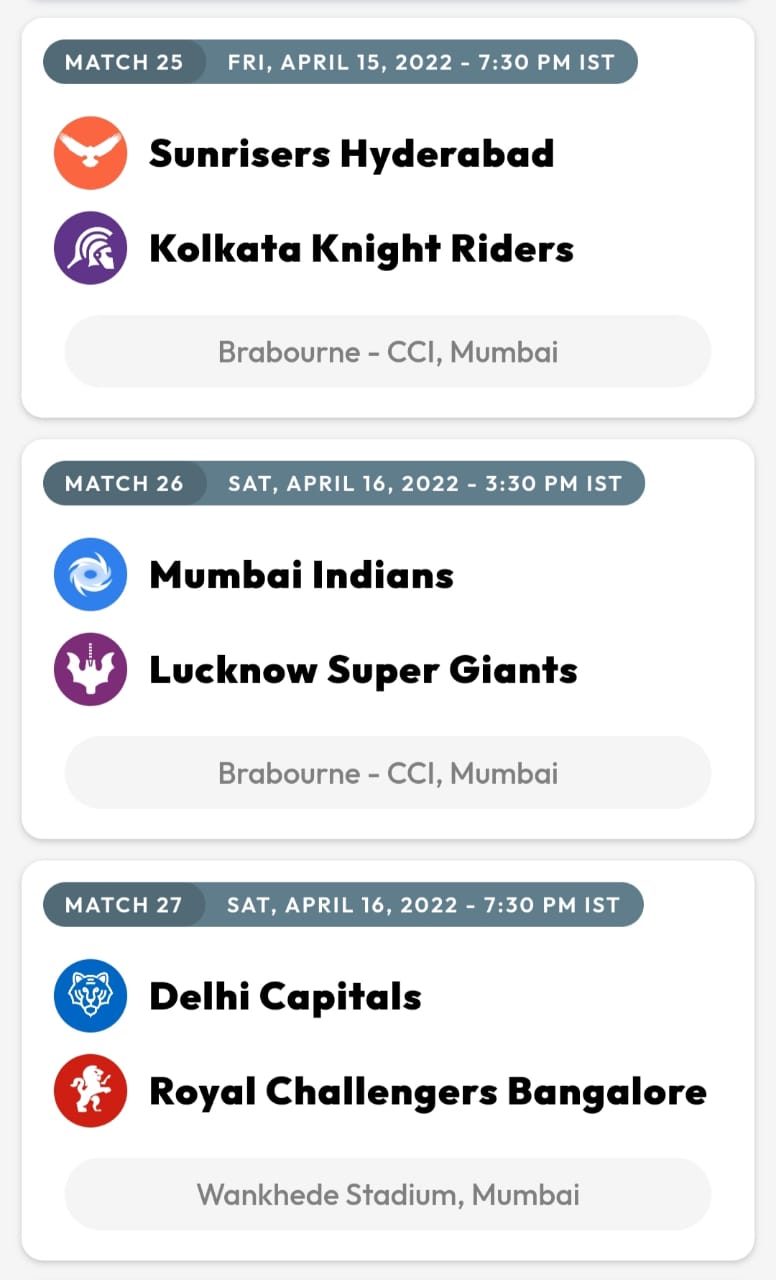 MATCH 25 FRI, APRIL 15, 2022 - 7:30 PM IST
Sunrisers Hyderabad
Kolkata Knight Riders
Brabourne - CCI, Mumbai
MATCH 26 SAT, APRIL 16, 2022 - 3:30 PM IST
Mumbai Indians
Lucknow Super Giants
Brabourne - CCI, Mumbai
MATCH 27 SAT, APRIL 16, 2022 - 7:30 PM IST
Delhi Capitals
Royal Challengers Bangalore
Wankhede Stadium, Mumbai